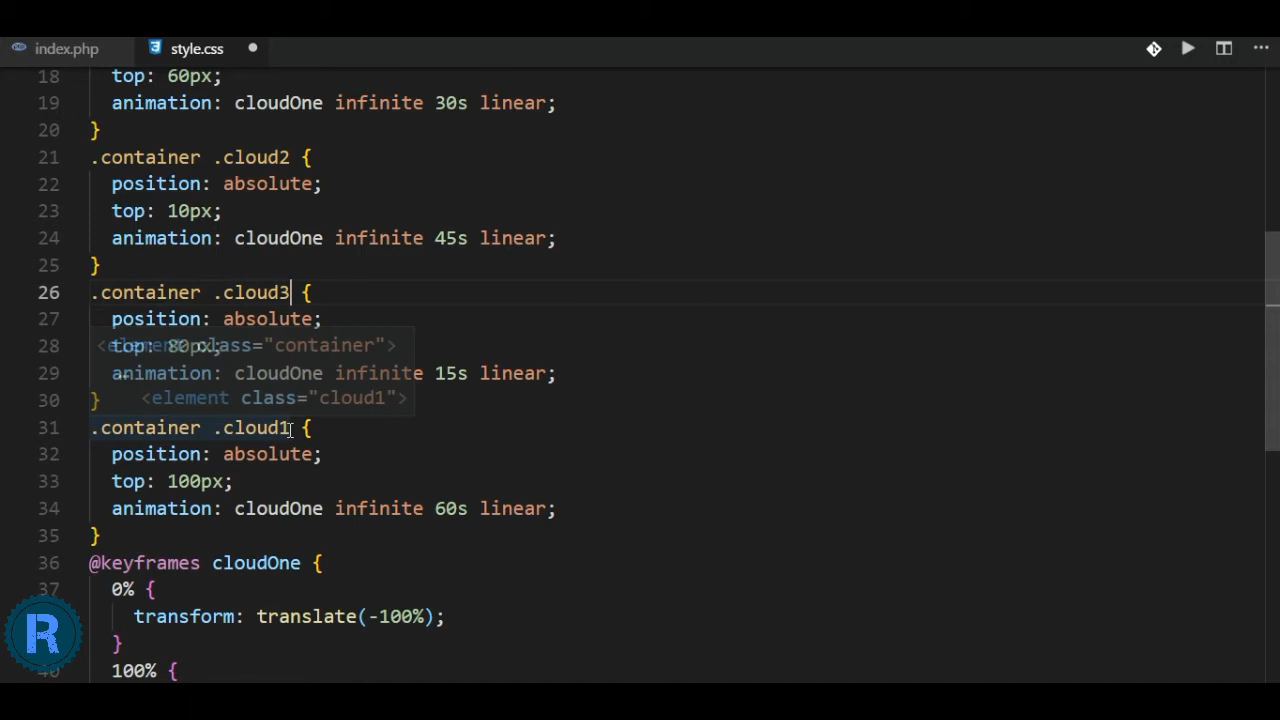 index.php style.css
18 top: 60px;
19 animation: cloudOne infinite 30s linear;
20 }
21 .container .cloud2 {
22 position: absolute;
23 top: 10px;
24 animation: cloudOne infinite 45s linear;
25 }
26 .container .cloud3 {
27 position: absolute;
28 top: 80px;
<element class="container">
29 animation: cloudOne infinite 15s linear;
…
30 }
<element class="cloud1">
31 .container .cloud1 {
32 position: absolute;
33 top: 100px;
34 animation: cloudOne infinite 60s linear;
35 }
36 @keyframes cloudOne {
37 0% {
transform: translate(-100%);
}
100% {
R